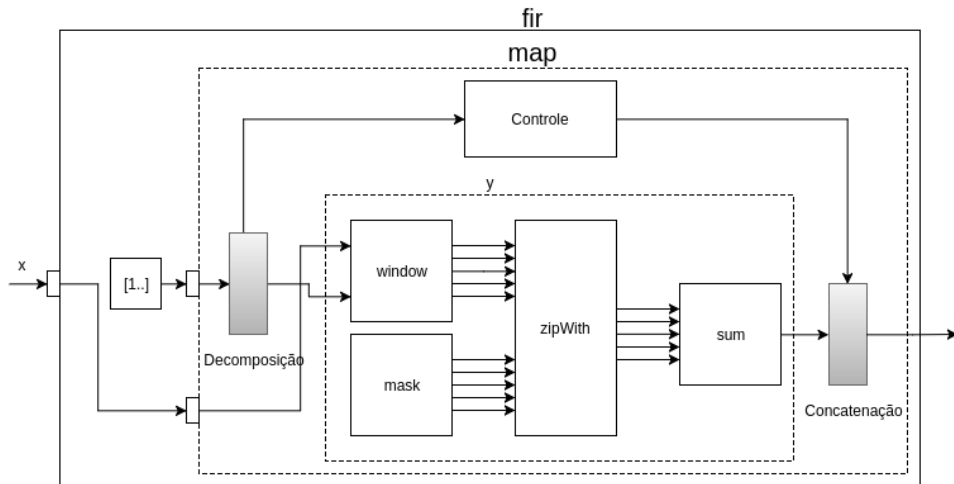 fir
map
Controle
y
x
[1..]
window
zipWith
sum
Decomposição
mask
Concatenação